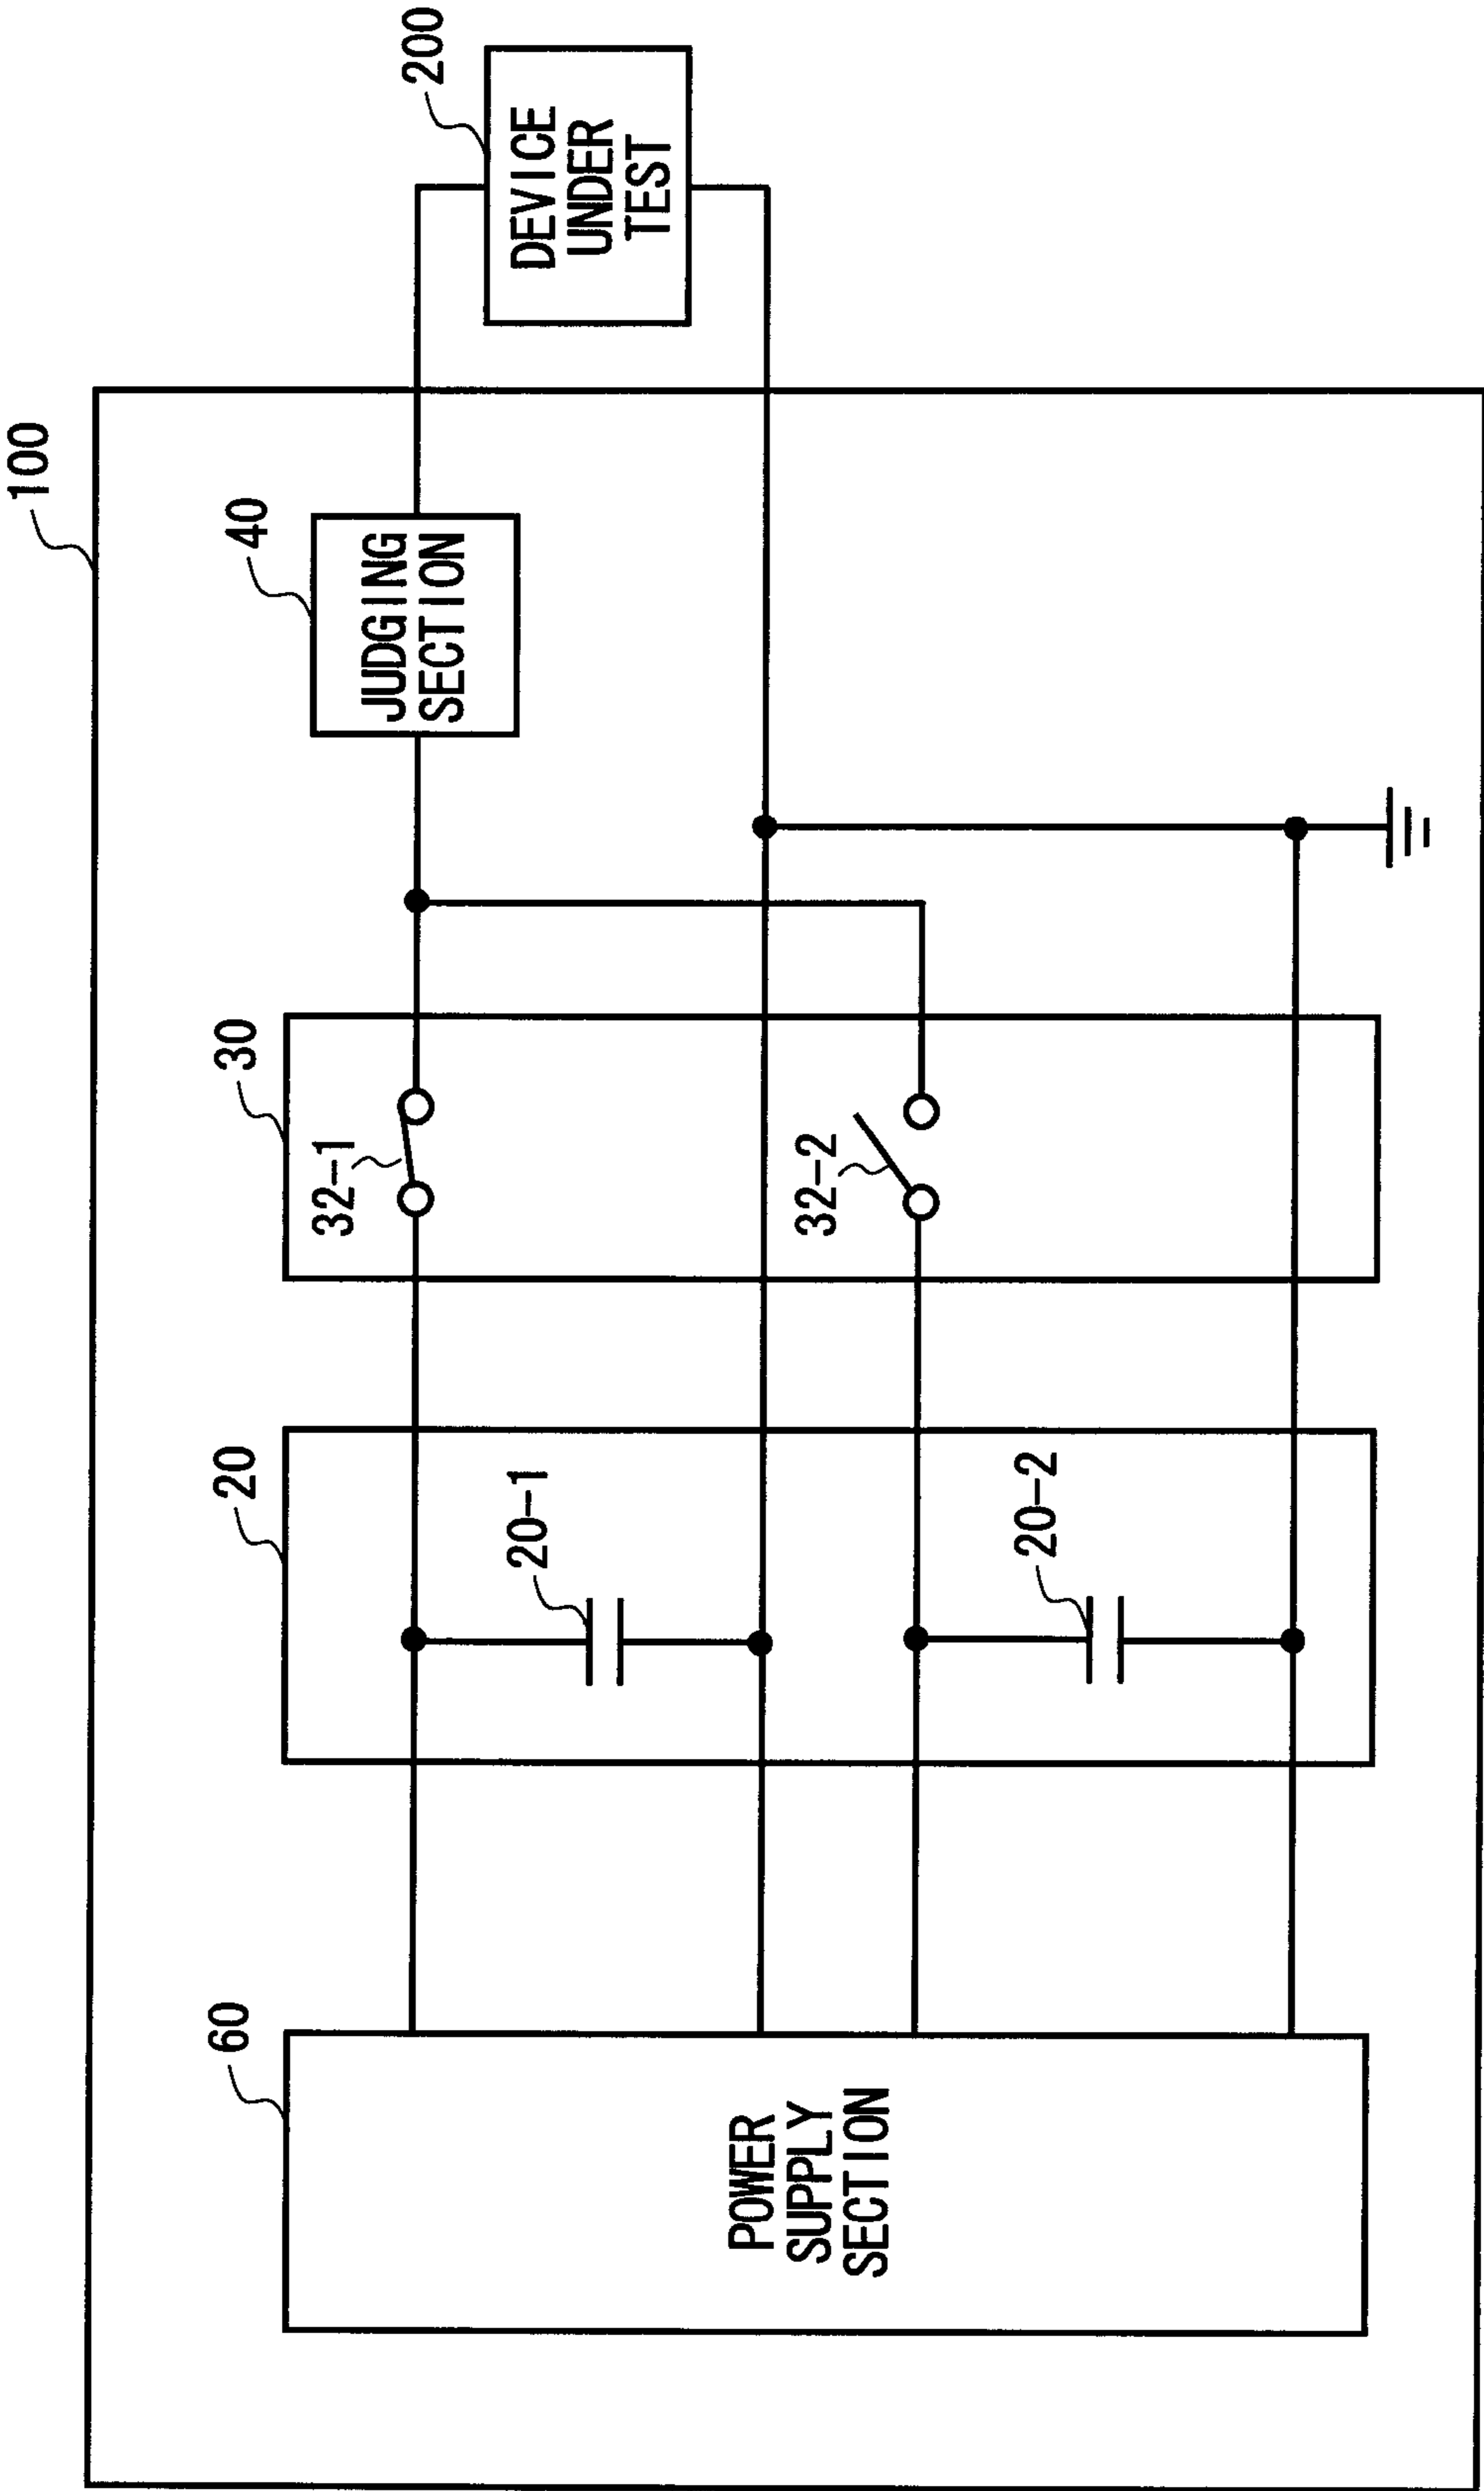 100
60
POWER
SUPPLY
SECTION
20
20-1
20-2
30
32-1
32-2
40
JUDGING
SECTION
200
DEVICE
UNDER
TEST